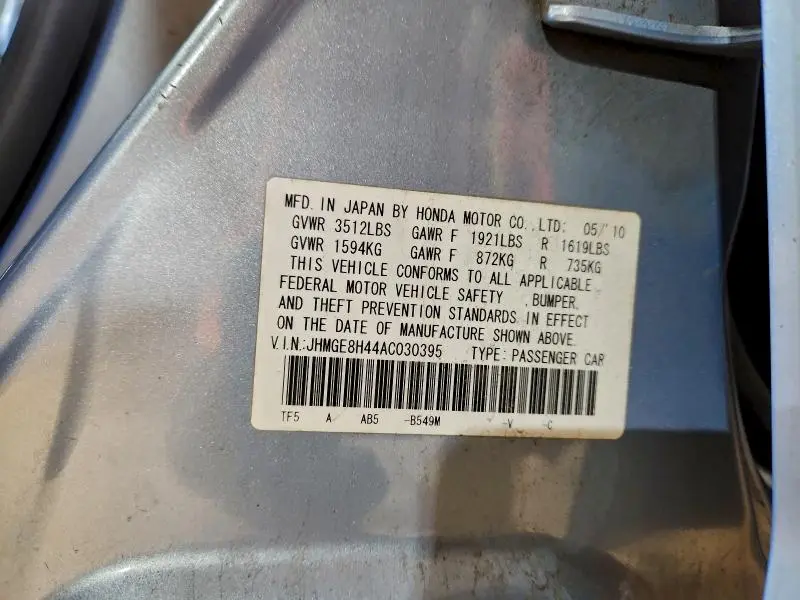 MFD. IN JAPAN BY HONDA MOTOR CO., LTD: 05/'10
GVWR 3512LBS GAWR F 1921LBS R 1619LBS
GVWR 1594KG GAWR F 872KG R 735KG
THIS VEHICLE CONFORMS TO ALL APPLICABLE
FEDERAL MOTOR VEHICLE SAFETY ,BUMPER,
AND THEFT PREVENTION STANDARDS IN EFFECT
ON THE DATE OF MANUFACTURE SHOWN ABOVE.
V.I.N.:JHMGE8H44AC030395 TYPE: PASSENGER CAR
TF5 A AB5 -B549M -V -C